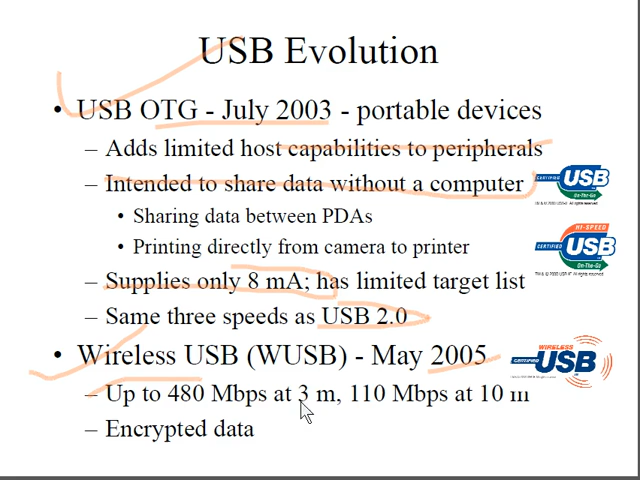 USB Evolution
• USB OTG - July 2003 - portable devices
– Adds limited host capabilities to peripherals
– Intended to share data without a computer
• Sharing data between PDAs
• Printing directly from camera to printer
– Supplies only 8 mA; has limited target list
– Same three speeds as USB 2.0
• Wireless USB (WUSB) - May 2005
– Up to 480 Mbps at 3 m, 110 Mbps at 10 m
– Encrypted data
CERTIFIED USB
On-The-Go
HI-SPEED
CERTIFIED USB
On-The-Go
WIRELESS
CERTIFIED USB